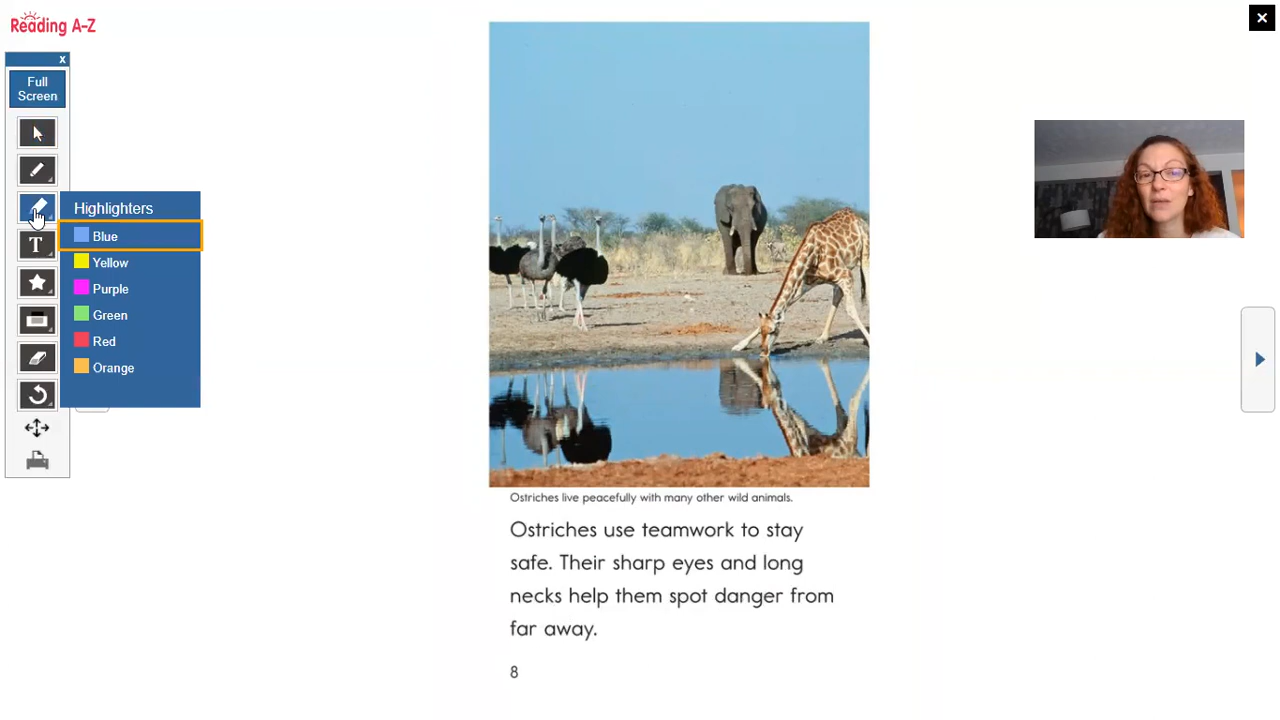 Reading A-Z
x
Full
Screen
Highlighters
Blue
Yellow
Purple
Green
Red
Orange
T
Ostriches live peacefully with many other wild animals.
Ostriches use teamwork to stay
safe. Their sharp eyes and long
necks help them spot danger from
far away.
8